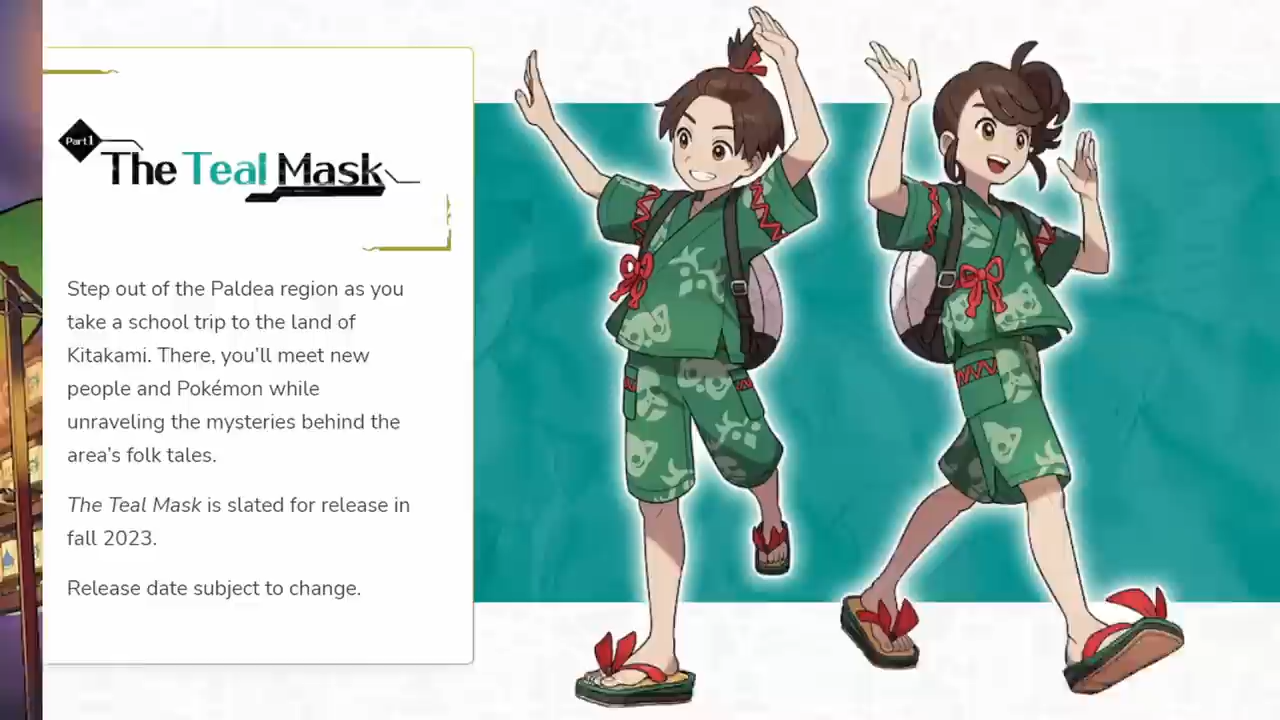 Part 1
The Teal Mask
Step out of the Paldea region as you
take a school trip to the land of
Kitakami. There, you’ll meet new
people and Pokémon while
unraveling the mysteries behind the
area’s folk tales.
The Teal Mask is slated for release in
fall 2023.
Release date subject to change.